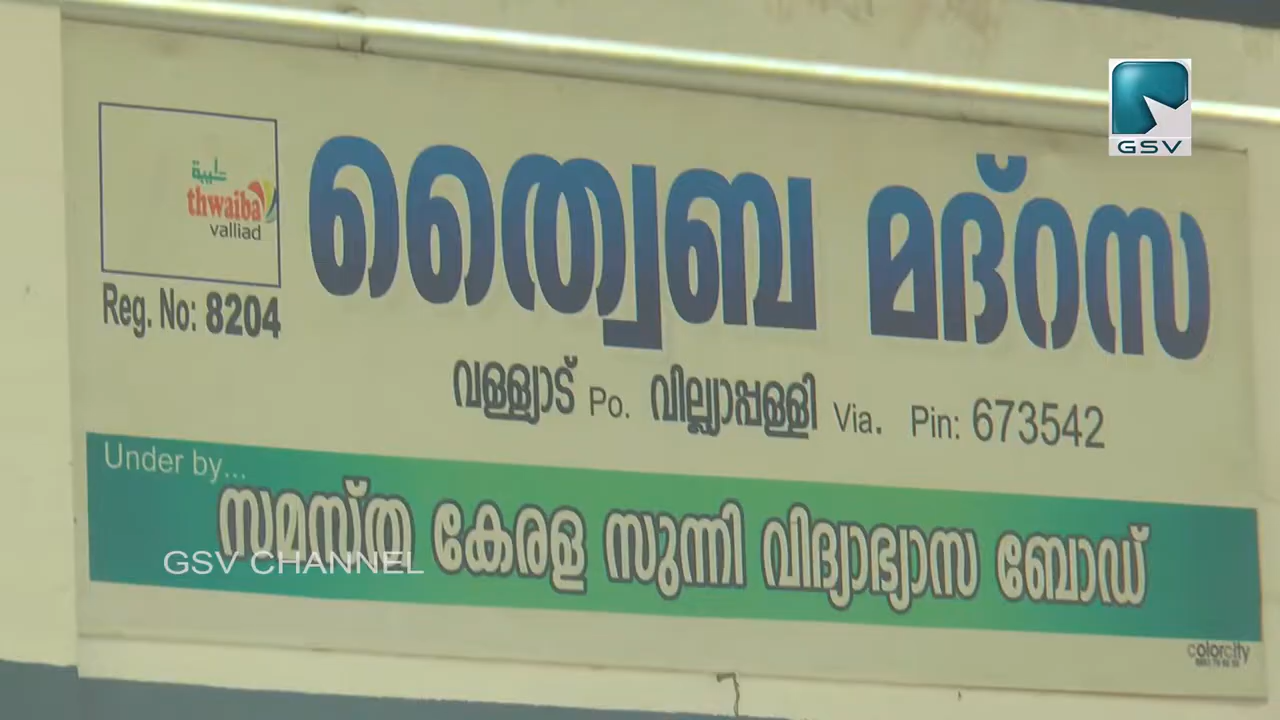 GSV
طيبة
thwaiba
valliad
Reg. No: 8204
ത്വൈബ മദ്റസ
വള്ള്യാട് Po. വില്ല്യാപ്പള്ളി Via. Pin: 673542
Under by...
സമസ്ത കേരള സുന്നി വിദ്യാഭ്യാസ ബോഡ്
GSV CHANNEL
colorcity